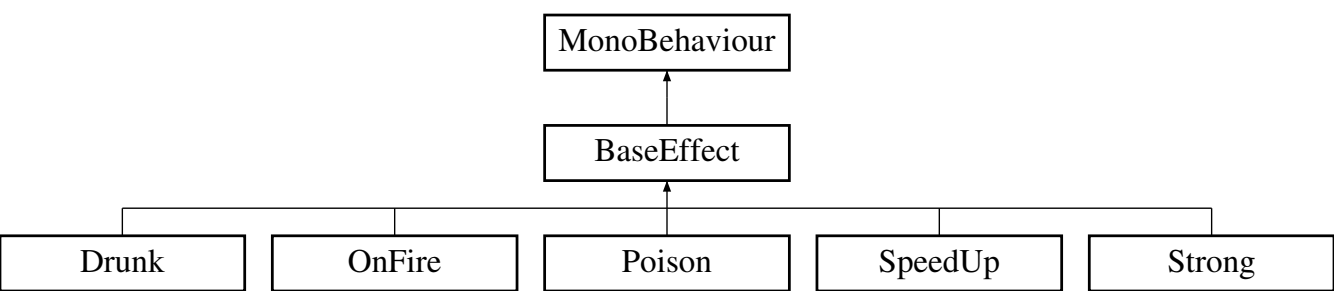 MonoBehaviour
BaseEffect
Drunk
OnFire
Poison
SpeedUp
Strong